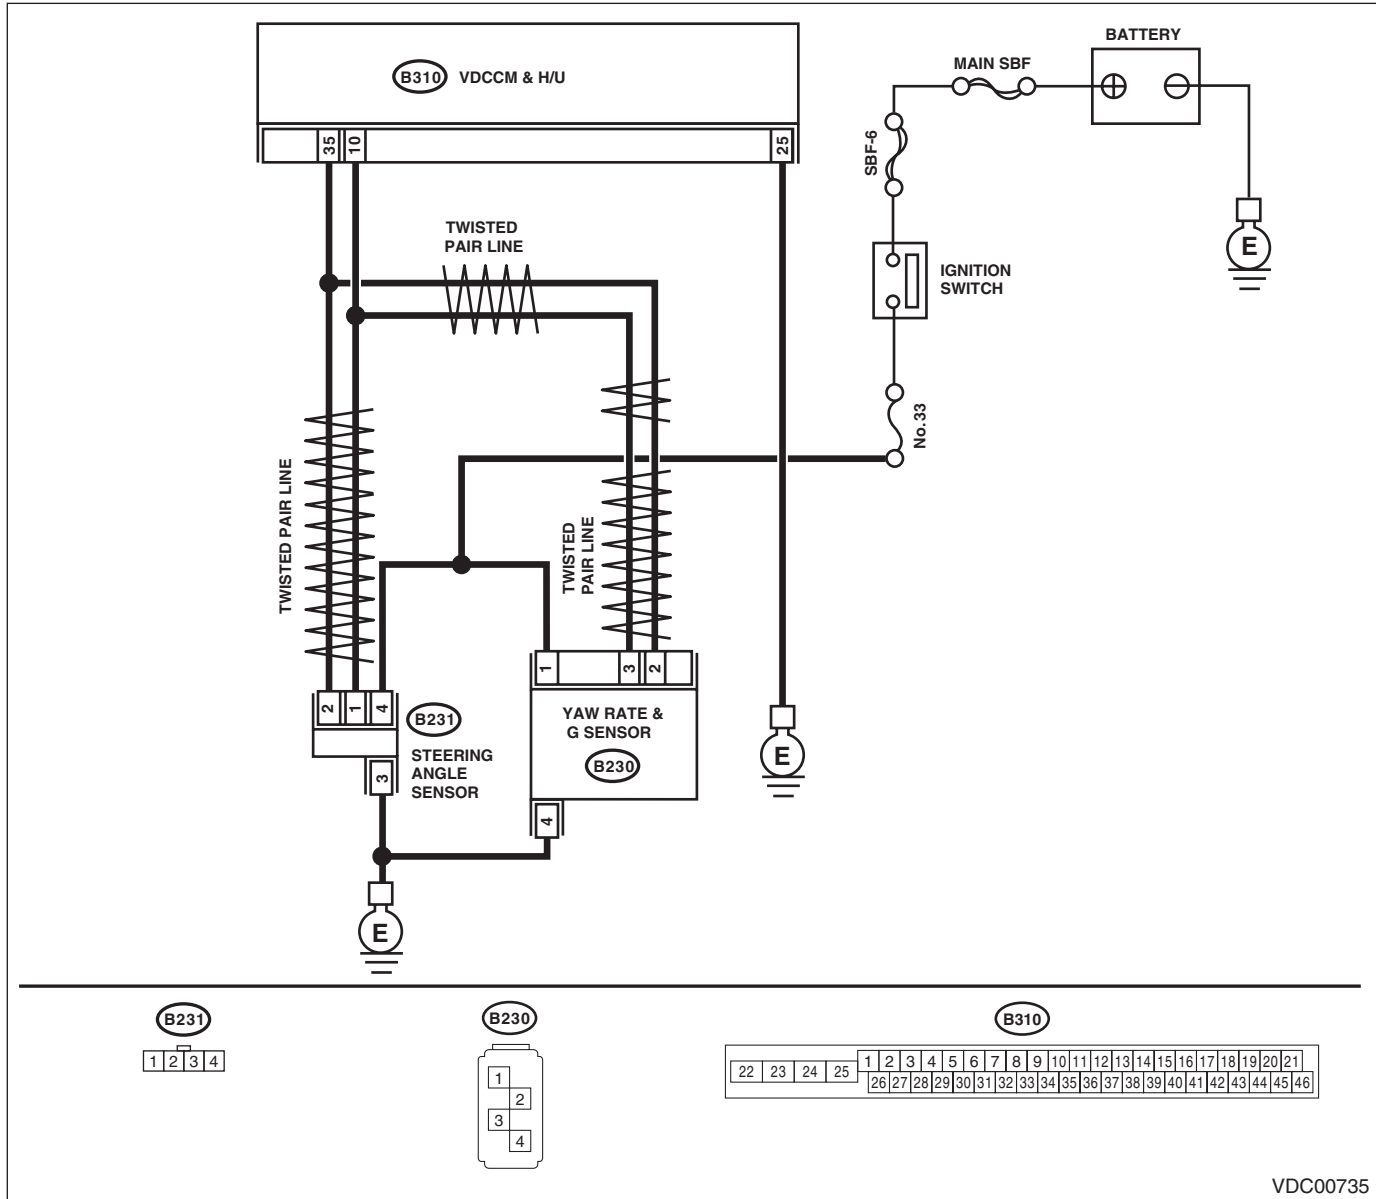 BATTERY
MAIN SBF
B310 VDCCM & H/U
35 10 25
SBF-6
TWISTED
PAIR LINE
E
IGNITION
SWITCH
No.33
TWISTED PAIR LINE
TWISTED
PAIR LINE
1 3 2
2 1 4
B231
STEERING
ANGLE
SENSOR
YAW RATE &
G SENSOR
B230
E
3
4
E
B231
1 2 3 4
B230
1
2
3
4
B310
22 23 24 25 1 2 3 4 5 6 7 8 9 10 11 12 13 14 15 16 17 18 19 20 21
26 27 28 29 30 31 32 33 34 35 36 37 38 39 40 41 42 43 44 45 46
VDC00735